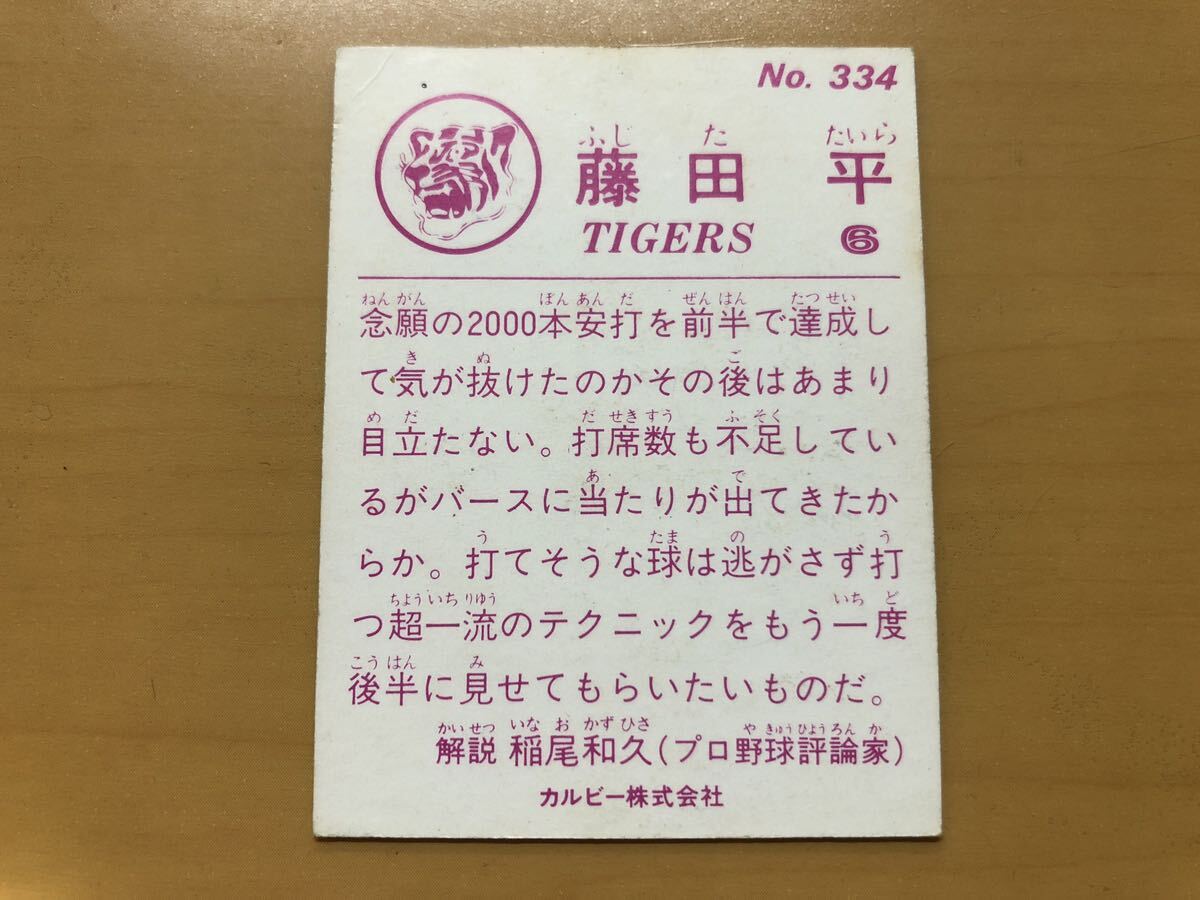 No. 334
ふじ た たいら
藤田 平
TIGERS 6
ねん がん ぽん あん だ ぜん はん たつ せい
念願の2000本安打を前半で達成し
き ぬ ご
て気が抜けたのかその後はあまり
め だ だ せき すう ふ そく
目立たない。打席数も不足してい
あ で
るがバースに当たりが出てきたか
う たま の う
らか。打てそうな球は逃がさず打
ちょう いち りゅう いち ど
つ超一流のテクニックをもう一度
こう はん み
後半に見せてもらいたいものだ。
かい せつ いな お かず ひさ や きゅう ひょう ろん か
解説 稲尾和久(プロ野球評論家)
カルビー株式会社